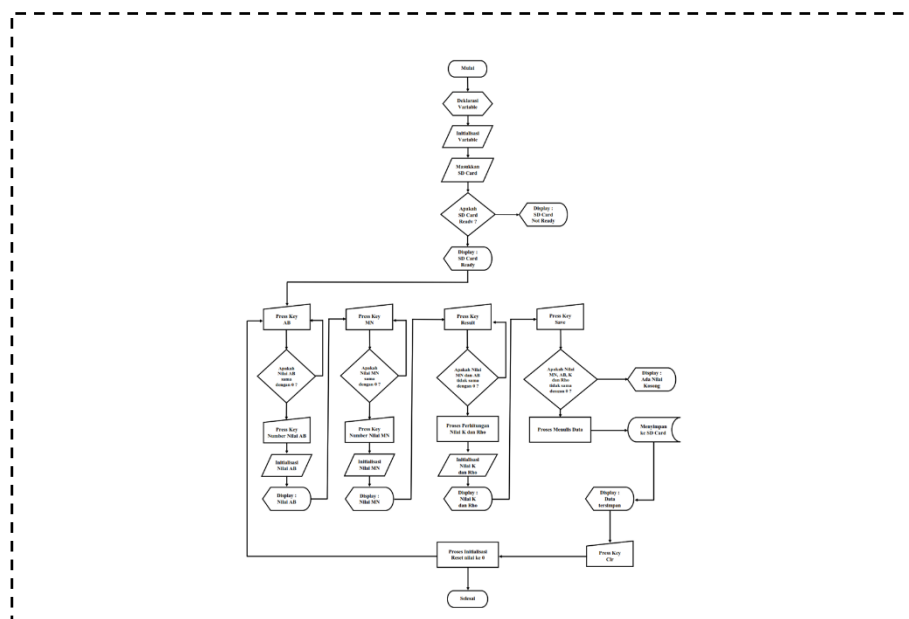 Mulai
Deklarasi
Variable
Initialisasi
Variable
Masukkan
SD Card
Apakah
SD Card
Ready ?
Display :
SD Card
Not Ready
Display :
SD Card
Ready
Press Key
AB
Press Key
MN
Press Key
Result
Press Key
Save
Apakah
Nilai AB
sama
dengan 0 ?
Apakah
Nilai MN
sama
dengan 0 ?
Apakah Nilai
MN dan AB
tidak sama
dengan 0 ?
Apakah Nilai
MN, AB, K
dan Rho
tidak sama
dengan 0 ?
Display :
Ada Nilai
Kosong
Press Key
Number Nilai AB
Press Key
Number Nilai MN
Proses Perhitungan
Nilai K dan Rho
Proses Menulis Data
Menyimpan
ke SD Card
Initialisasi
Nilai AB
Initialisasi
Nilai MN
Initialisasi
Nilai K
dan Rho
Display :
Nilai AB
Display :
Nilai MN
Display :
Nilai K
dan Rho
Display :
Data
tersimpan
Proses Initialisasi
Reset nilai ke 0
Press Key
Clr
Selesai